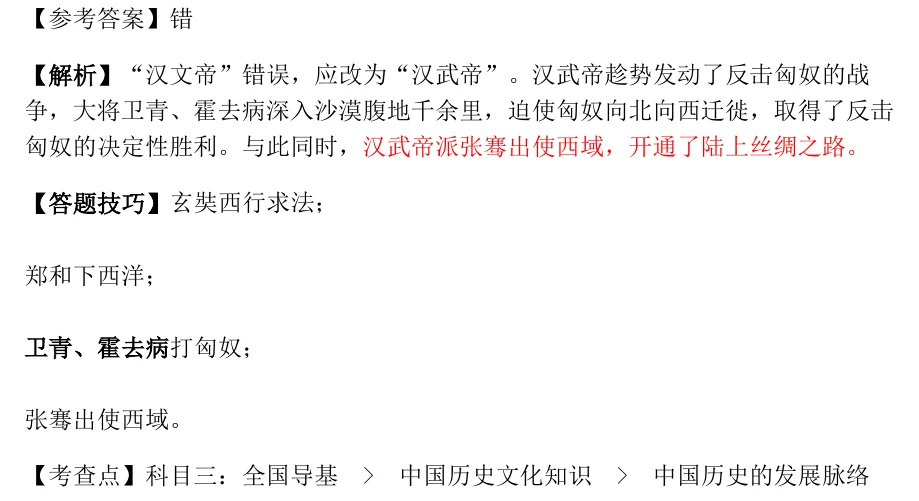 【参考答案】错
【解析】“汉文帝”错误，应改为“汉武帝”。汉武帝趁势发动了反击匈奴的战
争，大将卫青、霍去病深入沙漠腹地千余里，迫使匈奴向北向西迁徙，取得了反击
匈奴的决定性胜利。与此同时，汉武帝派张骞出使西域，开通了陆上丝绸之路。
【答题技巧】玄奘西行求法；
郑和下西洋；
卫青、霍去病打匈奴；
张骞出使西域。
【考查点】科目三：全国导基 > 中国历史文化知识 > 中国历史的发展脉络